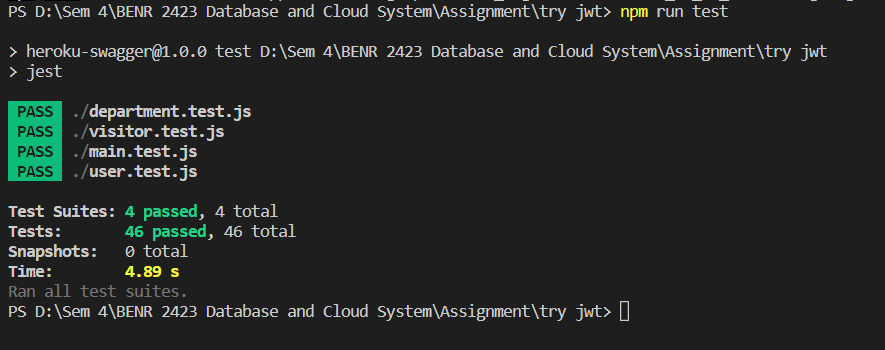 PS D:\Sem 4\BENR 2423 Database and Cloud System\Assignment\try jwt> npm run test
> heroku-swagger@1.0.0 test D:\Sem 4\BENR 2423 Database and Cloud System\Assignment\try jwt
> jest
PASS ./department.test.js
PASS ./visitor.test.js
PASS ./main.test.js
PASS ./user.test.js
Test Suites: 4 passed, 4 total
Tests: 46 passed, 46 total
Snapshots: 0 total
Time: 4.89 s
Ran all test suites.
PS D:\Sem 4\BENR 2423 Database and Cloud System\Assignment\try jwt>